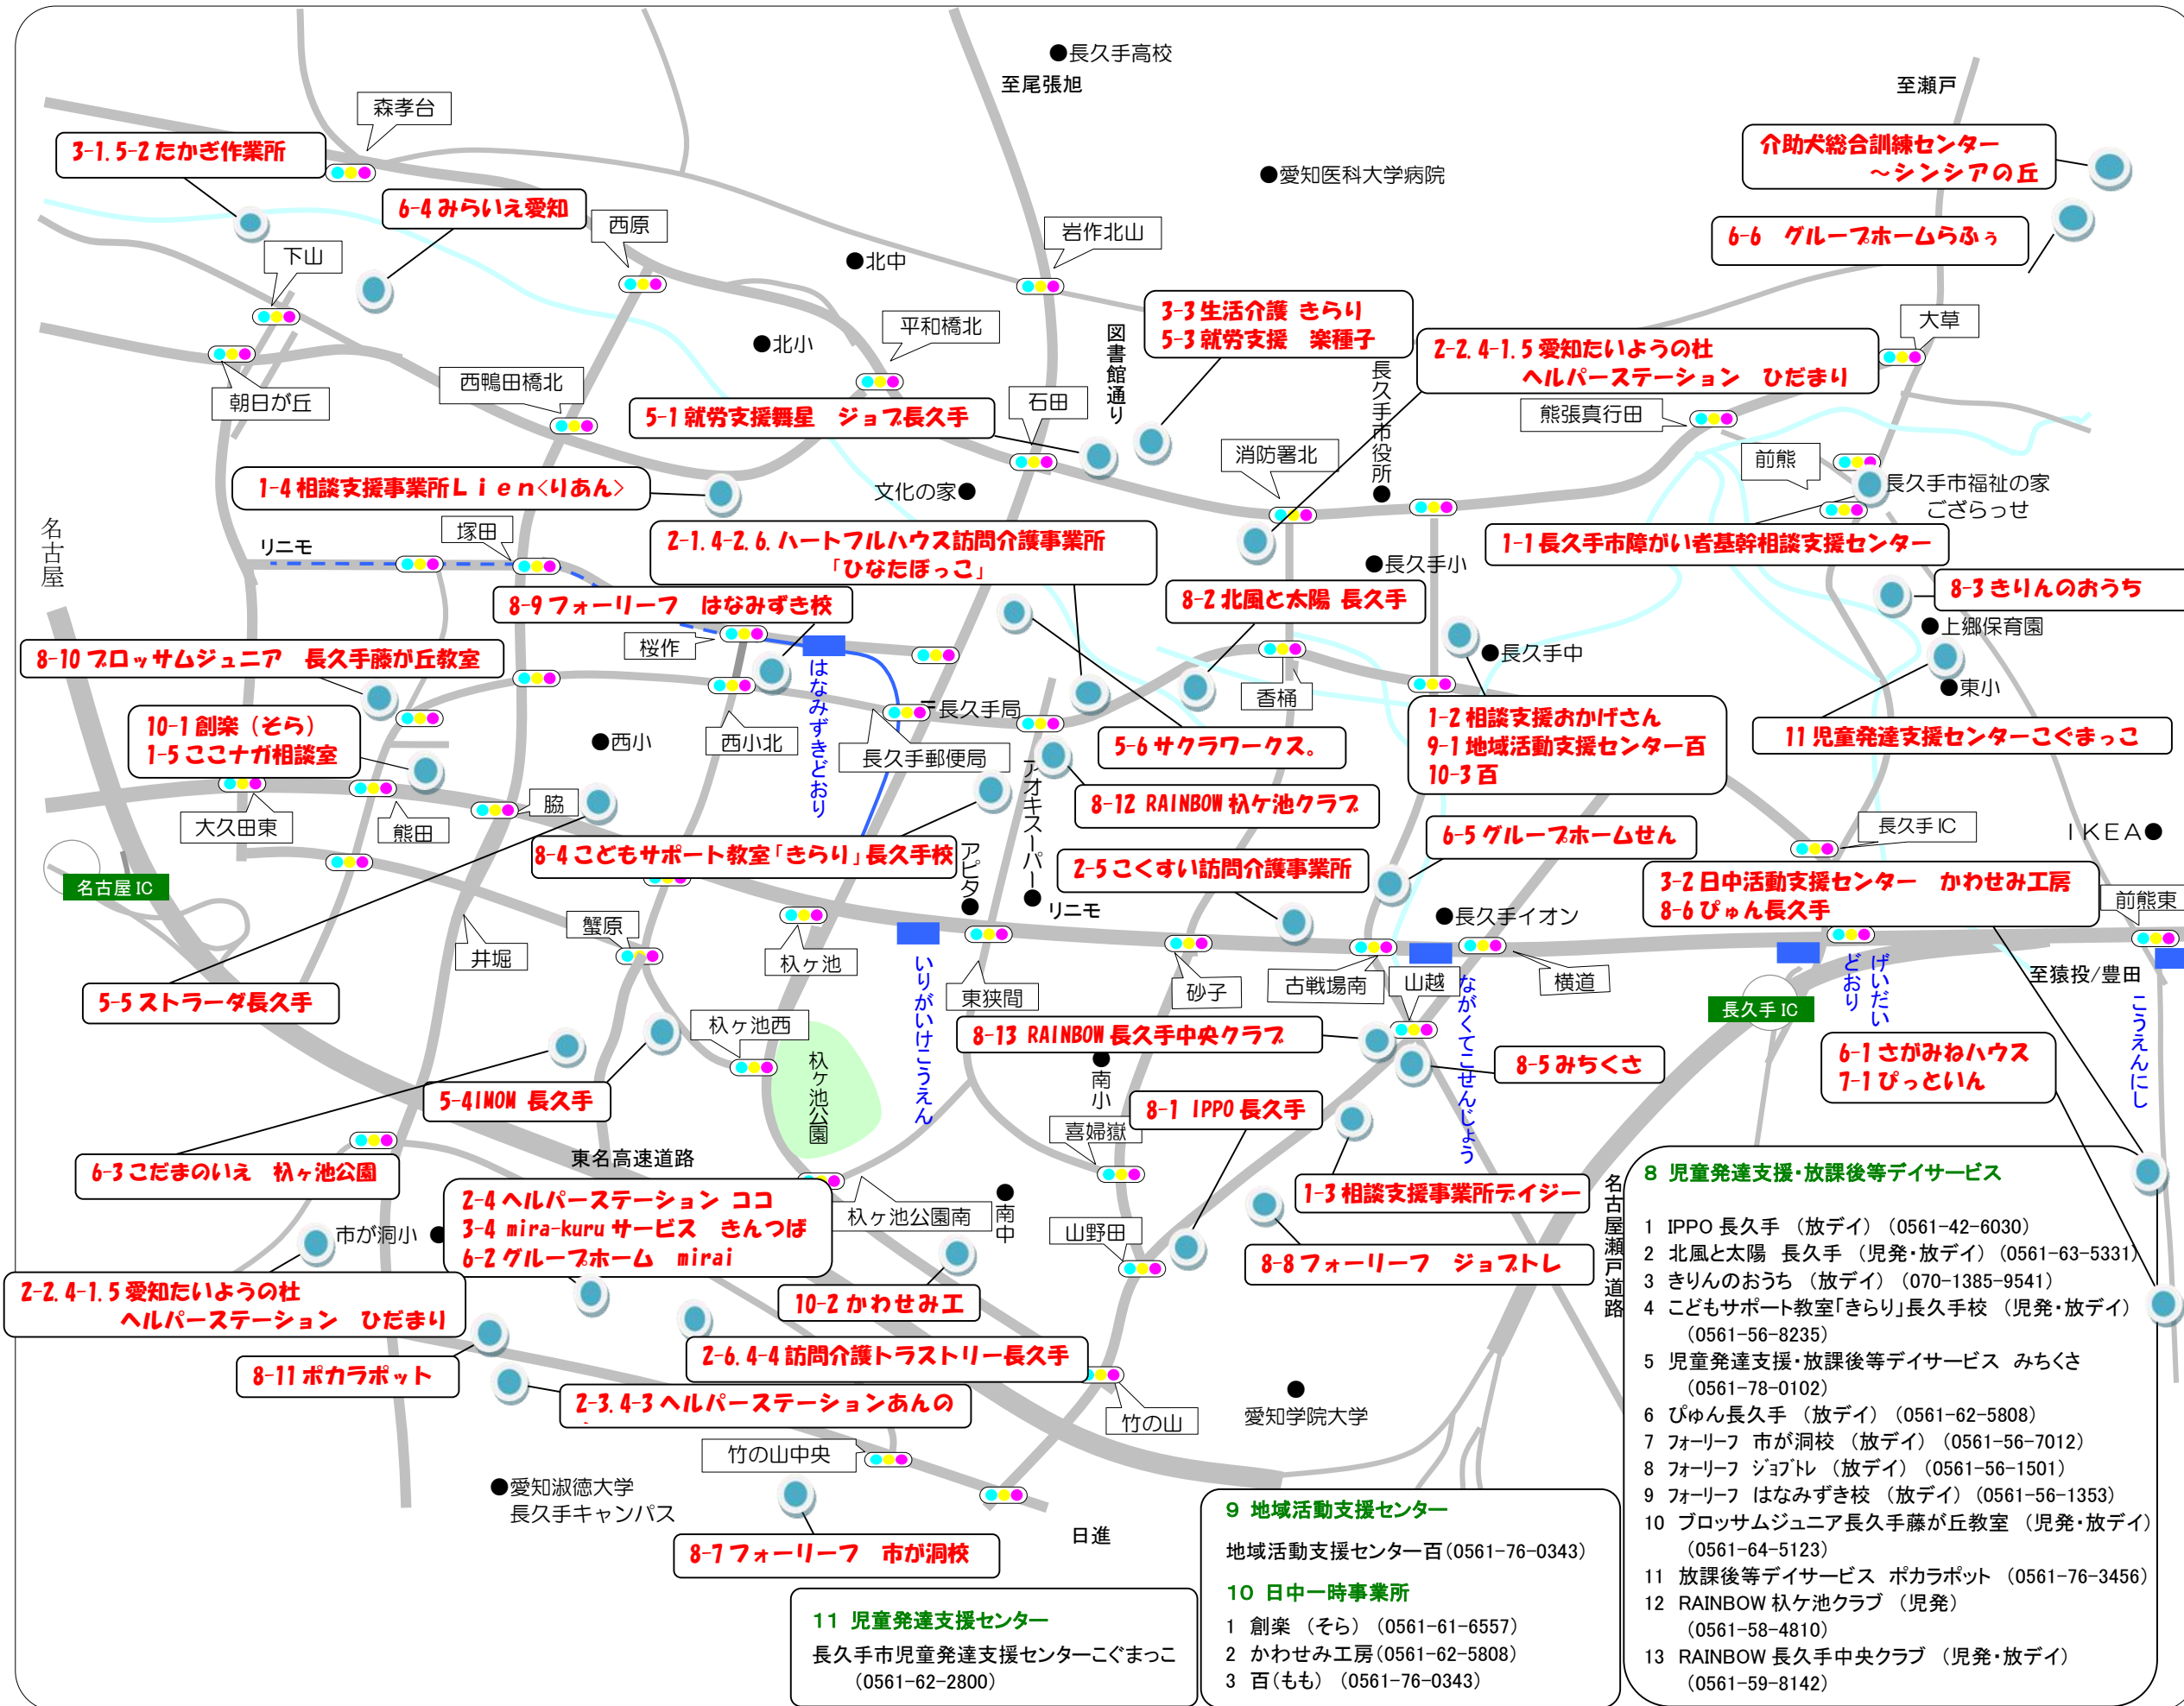 ●長久手高校
至尾張旭
至瀬戸
森孝台
3-1. 5-2 たかぎ作業所
介助犬総合訓練センター
～シンシアの丘
●愛知医科大学病院
6-4 みらいえ愛知
西原
岩作北山
6-6 グループホームらふぅ
下山
●北中
3-3 生活介護 きらり
5-3 就労支援 楽種子
大草
平和橋北
図書館通り
●北小
2-2. 4-1. 5 愛知たいようの杜
ヘルパーステーション ひだまり
長久手市役所●
西鴨田橋北
朝日が丘
石田
5-1 就労支援舞星 ジョブ長久手
熊張真行田
消防署北
前熊
1-4 相談支援事業所Ｌｉｅｎ<りあん>
文化の家●
長久手市福祉の家
ござらっせ
名古屋
塚田
リニモ
2-1. 4-2. 6. ハートフルハウス訪問介護事業所
「ひなたぼっこ」
1-1 長久手市障がい者基幹相談支援センター
●長久手小
8-9 フォーリーフ はなみずき校
8-2 北風と太陽 長久手
8-3 きりんのおうち
●上郷保育園
桜作
8-10 ブロッサムジュニア 長久手藤が丘教室
はなみずきどおり
●長久手中
●東小
香桶
10-1 創楽（そら）
1-5 ここナガ相談室
〒長久手局
●西小
西小北
長久手郵便局
5-6 サクラワークス。
1-2 相談支援おかげさん
9-1 地域活動支援センター百
10-3 百
11 児童発達支援センターこぐまっこ
アオキスーパー●
8-12 RAINBOW 杁ケ池クラブ
脇
大久田東
熊田
長久手 IC
ＩＫＥＡ●
6-5 グループホームせん
8-4 こどもサポート教室「きらり」長久手校
アピタ●
2-5 こくすい訪問介護事業所
名古屋 IC
3-2 日中活動支援センター かわせみ工房
8-6 ぴゅん長久手
前熊東
リニモ
●長久手イオン
蟹原
井堀
杁ヶ池
いりがいけこうえん
東狭間
砂子
古戦場南
山越
横道
ながくてこせんじょう
げいだい
どおり
至猿投/豊田
こうえんにし
5-5 ストラーダ長久手
長久手 IC
杁ヶ池西
8-13 RAINBOW 長久手中央クラブ
杁ヶ池公園
●南小
8-5 みちくさ
6-1 さがみねハウス
7-1 ぴっといん
5-4IMOM 長久手
8-1 IPPO 長久手
喜婦嶽
東名高速道路
6-3 こだまのいえ 杁ヶ池公園
1-3 相談支援事業所デイジー
名古屋瀬戸道路
2-4 ヘルパーステーション ココ
3-4 mira-kuru サービス きんつば
6-2 グループホーム mirai
杁ヶ池公園南
●南中
市が洞小 ●
山野田
8-8 フォーリーフ ジョブトレ
2-2. 4-1. 5 愛知たいようの杜
ヘルパーステーション ひだまり
10-2 かわせみ工
2-6. 4-4 訪問介護トラストリー長久手
8-11 ポカラポット
2-3. 4-3 ヘルパーステーションあんの
竹の山
●
愛知学院大学
竹の山中央
●愛知淑徳大学
長久手キャンパス
日進
8-7 フォーリーフ 市が洞校
8 児童発達支援・放課後等デイサービス
1 IPPO 長久手 （放デイ）（0561-42-6030）
2 北風と太陽 長久手 （児発・放デイ）（0561-63-5331）
3 きりんのおうち （放デイ）（070-1385-9541）
4 こどもサポート教室「きらり」長久手校 （児発・放デイ）
（0561-56-8235）
5 児童発達支援・放課後等デイサービス みちくさ
（0561-78-0102）
6 ぴゅん長久手 （放デイ）（0561-62-5808）
7 フォーリーフ 市が洞校 （放デイ）（0561-56-7012）
8 フォーリーフ ジョブトレ （放デイ）（0561-56-1501）
9 フォーリーフ はなみずき校 （放デイ）（0561-56-1353）
10 ブロッサムジュニア長久手藤が丘教室 （児発・放デイ）
（0561-64-5123）
11 放課後等デイサービス ポカラポット （0561-76-3456）
12 RAINBOW 杁ケ池クラブ （児発）
（0561-58-4810）
13 RAINBOW 長久手中央クラブ （児発・放デイ）
（0561-59-8142）
9 地域活動支援センター
地域活動支援センター百（0561-76-0343）
10 日中一時事業所
1 創楽 （そら）（0561-61-6557）
2 かわせみ工房（0561-62-5808）
3 百（もも）（0561-76-0343）
11 児童発達支援センター
長久手市児童発達支援センターこぐまっこ
（0561-62-2800）